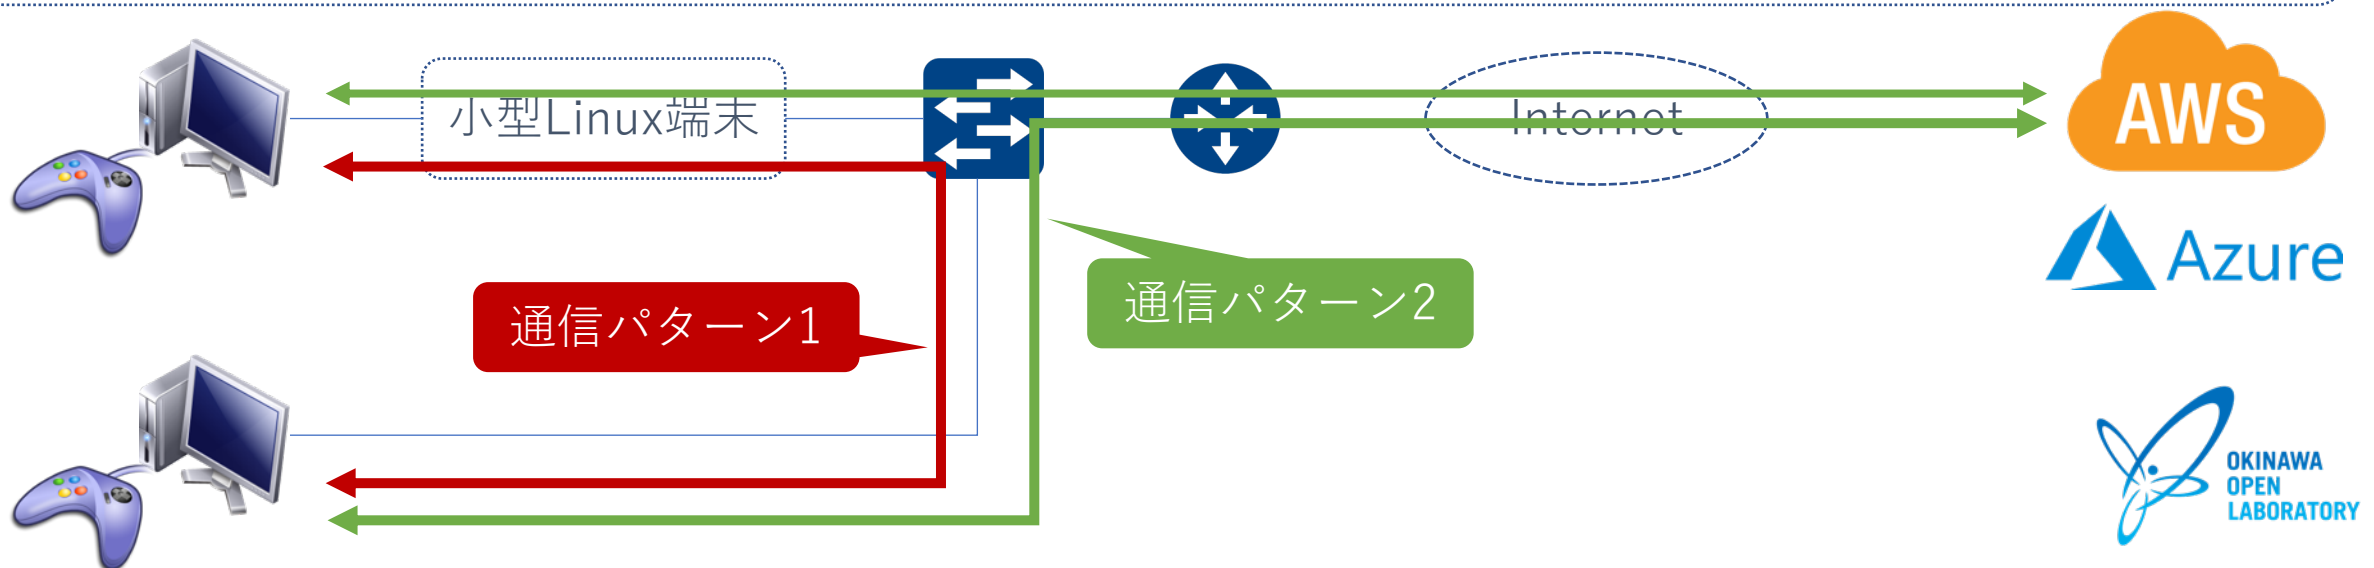 小型Linux端末
Internet
AWS
Azure
通信パターン1
通信パターン2
OKINAWA
OPEN
LABORATORY